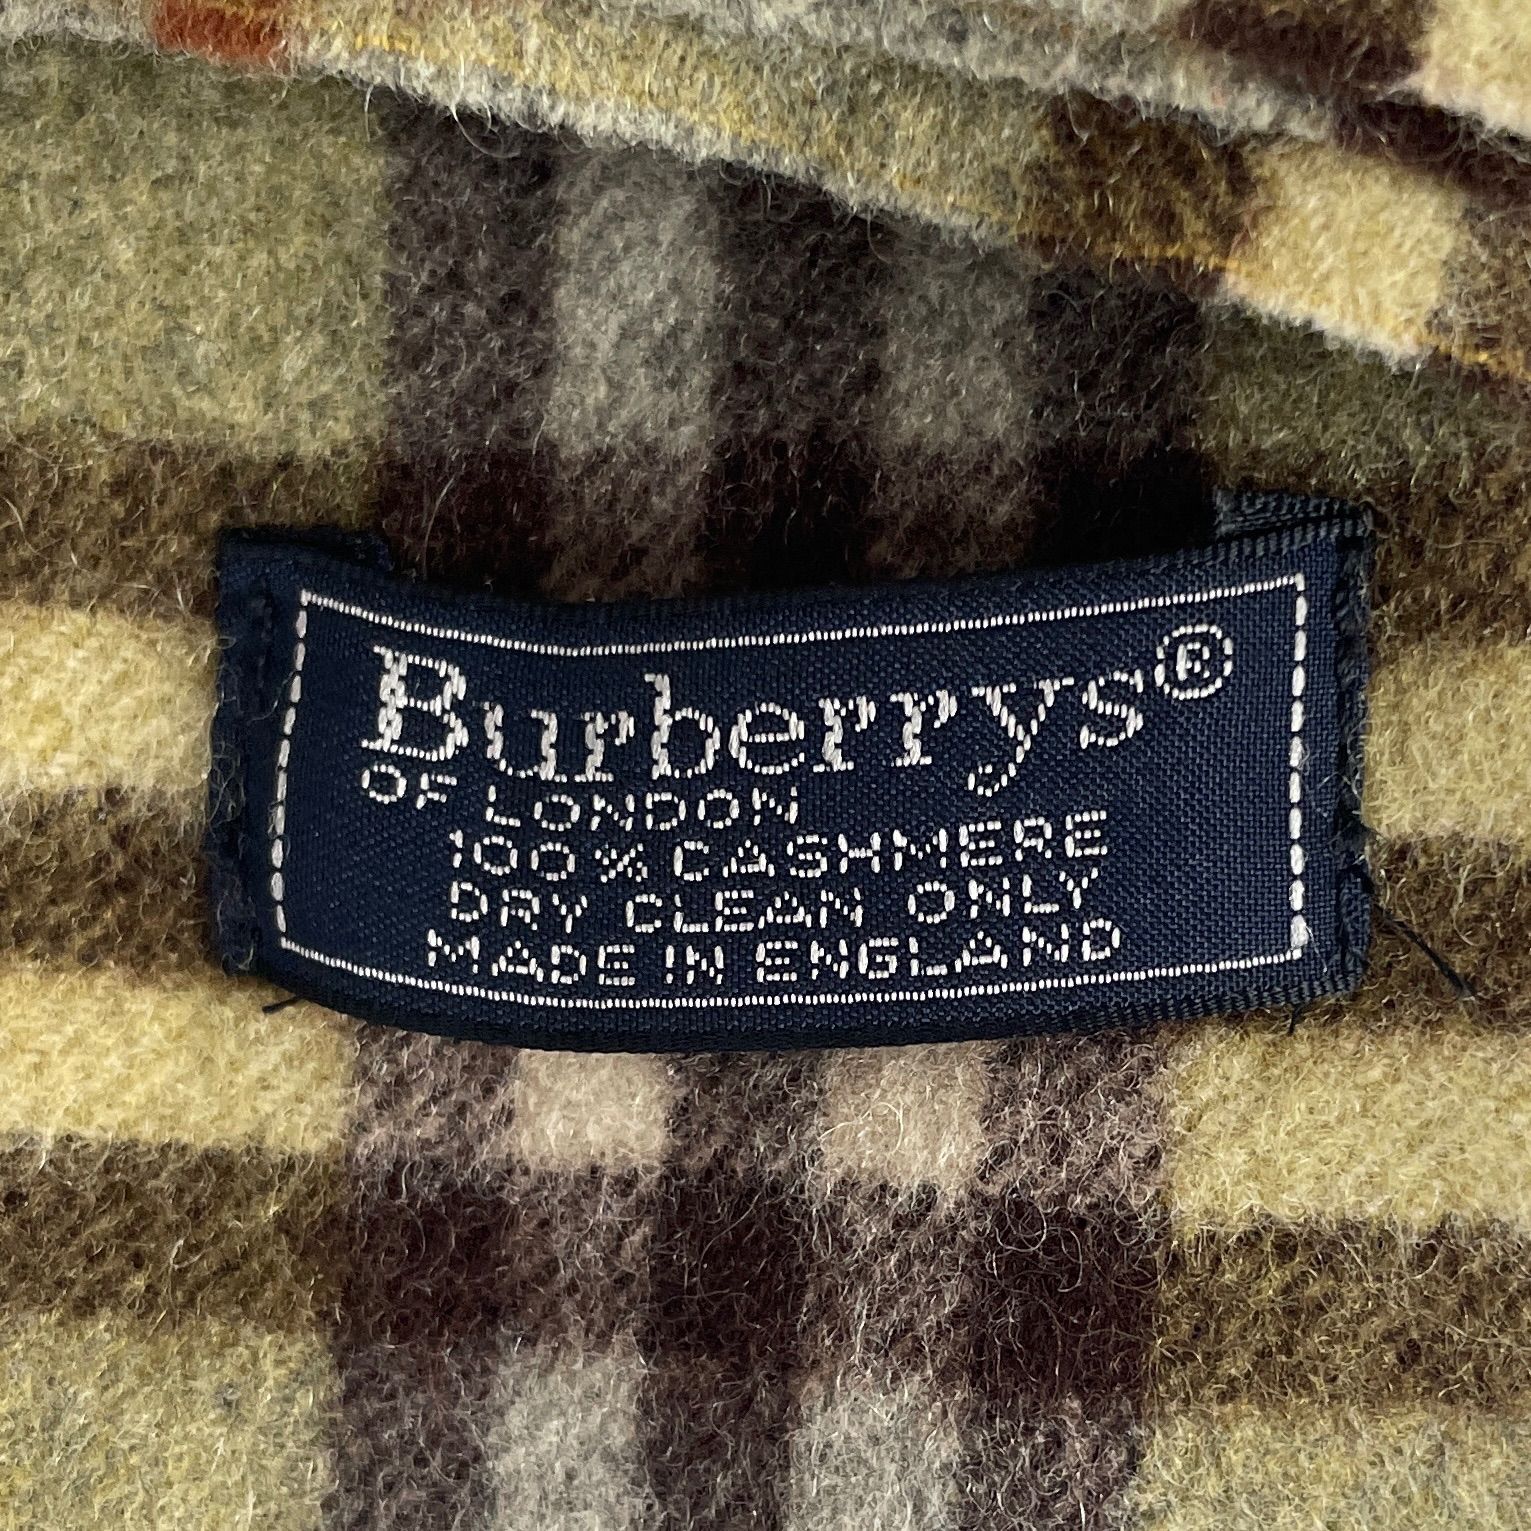 Burberrys®
OF LONDON
100% CASHMERE
DRY CLEAN ONLY
MADE IN ENGLAND